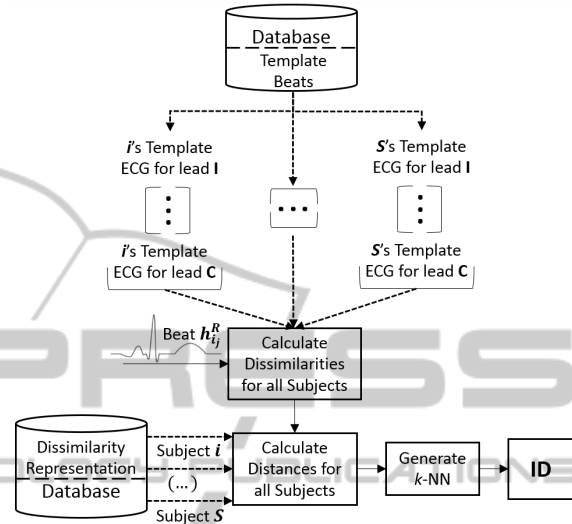 Database
Template
Beats
i's Template
ECG for lead I
S's Template
ECG for lead I
...
i's Template
ECG for lead C
S's Template
ECG for lead C
Beat h^R_{i_j}
Calculate
Dissimilarities
for all Subjects
Dissimilarity
Representation
Database
Subject i
(...)
Subject S
Calculate
Distances for
all Subjects
Generate
k-NN
ID